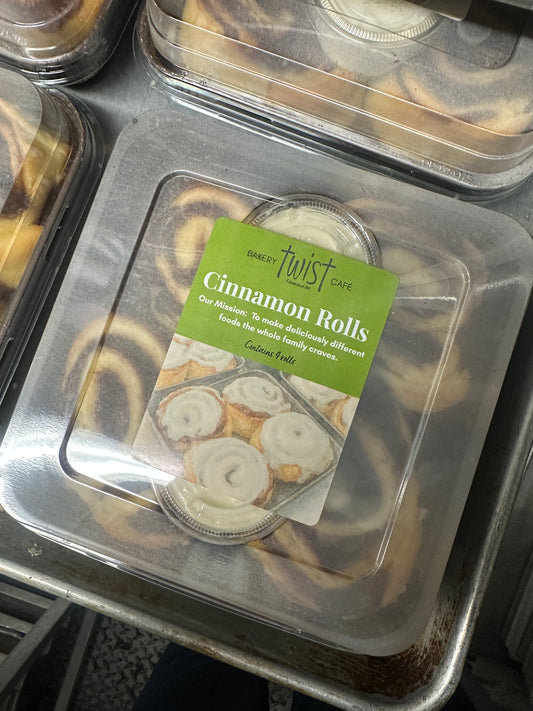 BAKERY twist CAFÉ
Cinnamon Rolls
Our Mission: To make deliciously different
foods the whole family craves.
Contains 4 rolls